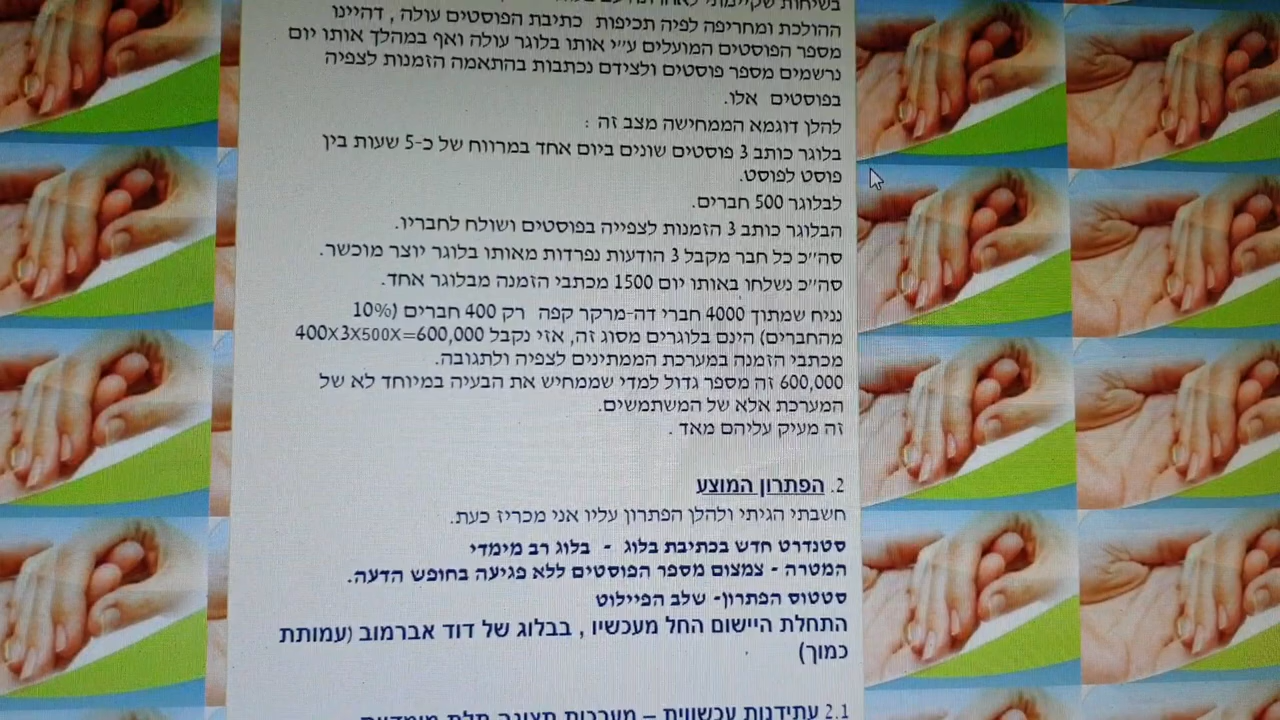 בשיחות שקיימתי
ההולכת ומחריפה לפיה תכיפות כתיבת הפוסטים עולה , דהיינו
מספר הפוסטים המועלים ע״י אותו בלוגר עולה ואף במהלך אותו יום
נרשמים מספר פוסטים ולצידם נכתבות בהתאמה הזמנות לצפיה
בפוסטים אלו.
להלן דוגמא הממחישה מצב זה :
בלוגר כותב 3 פוסטים שונים ביום אחד במרווח של כ-5 שעות בין
פוסט לפוסט.
לבלוגר 500 חברים.
הבלוגר כותב 3 הזמנות לצפייה בפוסטים ושולח לחבריו.
סה״כ כל חבר מקבל 3 הודעות נפרדות מאותו בלוגר יוצר מוכשר.
סה״כ נשלחו באותו יום 1500 מכתבי הזמנה מבלוגר אחד.
נניח שמתוך 4000 חברי דה-מרקר קפה רק 400 חברים (10%
מהחברים) הינם בלוגרים מסוג זה, אזי נקבל 400X3X500X=600,000
מכתבי הזמנה במערכת הממתינים לצפיה ולתגובה.
600,000 זה מספר גדול למדי שממחיש את הבעיה במיוחד לא של
המערכת אלא של המשתמשים.
זה מעיק עליהם מאד .
2. הפתרון המוצע
חשבתי הגיתי ולהלן הפתרון עליו אני מכריז כעת.
סטנדרט חדש בכתיבת בלוג - בלוג רב מימדי
המטרה - צמצום מספר הפוסטים ללא פגיעה בחופש הדעה.
סטטוס הפתרון- שלב הפיילוט
התחלת היישום החל מעכשיו , בבלוג של דוד אברמוב (עמותת
כמוך)
2.1 עתידנות עכשווית – מערכות תצוגה תלת מימדיות